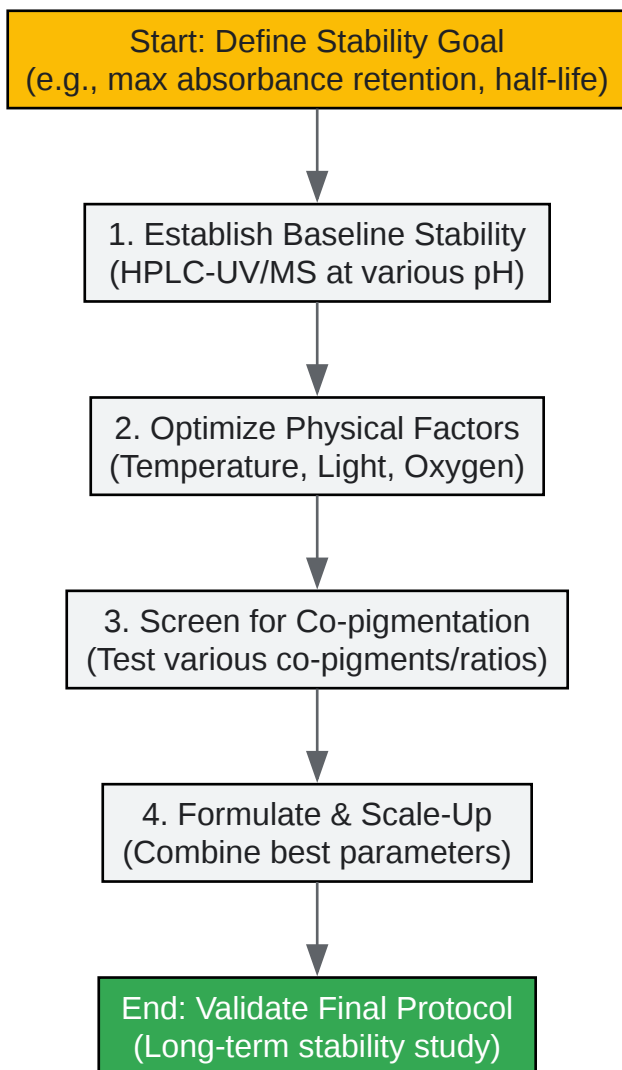 Start: Define Stability Goal
(e.g., max absorbance retention, half-life)
1. Establish Baseline Stability
(HPLC-UV/MS at various pH)
2. Optimize Physical Factors
(Temperature, Light, Oxygen)
3. Screen for Co-pigmentation
(Test various co-pigments/ratios)
4. Formulate & Scale-Up
(Combine best parameters)
End: Validate Final Protocol
(Long-term stability study)